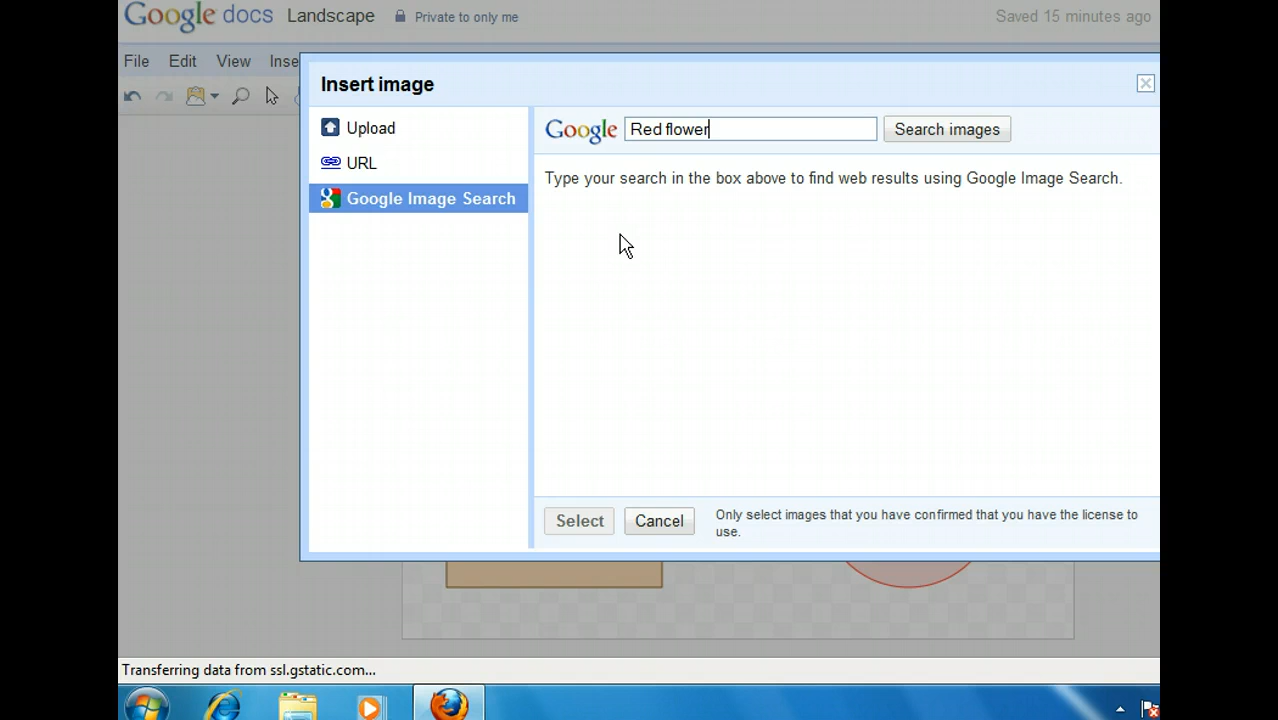 Google docs Landscape Private to only me Saved 15 minutes ago
File Edit View Inse
Insert image
Upload
Google Red flower Search images
URL
Type your search in the box above to find web results using Google Image Search.
Google Image Search
Select Cancel Only select images that you have confirmed that you have the license to
use.
Transferring data from ssl.gstatic.com...